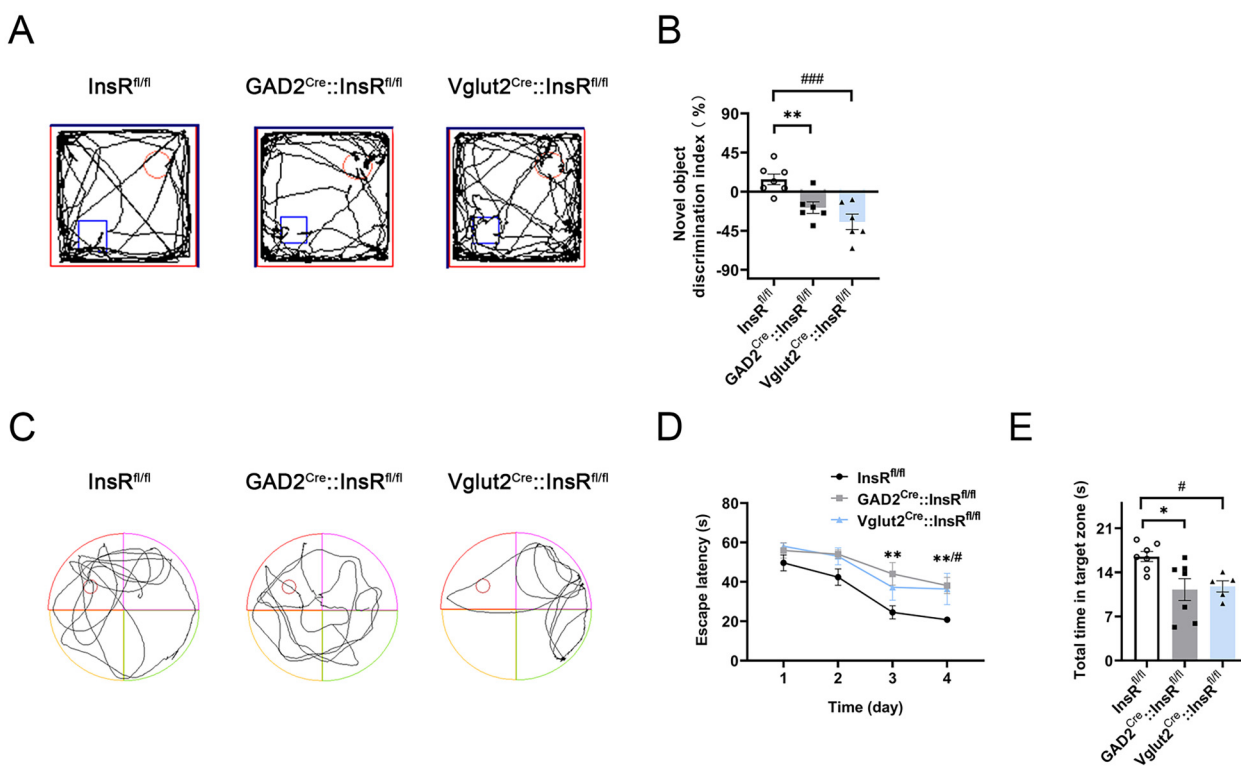 A
InsR^fl/fl
GAD2^Cre::InsR^fl/fl
Vglut2^Cre::InsR^fl/fl
B
Novel object
discrimination index（%）
90
45
0
-45
-90
###
**
InsR^fl/fl
GAD2^Cre::InsR^fl/fl
Vglut2^Cre::InsR^fl/fl
C
InsR^fl/fl
GAD2^Cre::InsR^fl/fl
Vglut2^Cre::InsR^fl/fl
D
InsR^fl/fl
GAD2^Cre::InsR^fl/fl
Vglut2^Cre::InsR^fl/fl
Escape latency (s)
80
60
40
20
0
**
**/#
1 2 3 4
Time (day)
E
Total time in target zone (s)
21
14
7
0
#
*
InsR^fl/fl
GAD2^Cre::InsR^fl/fl
Vglut2^Cre::InsR^fl/fl